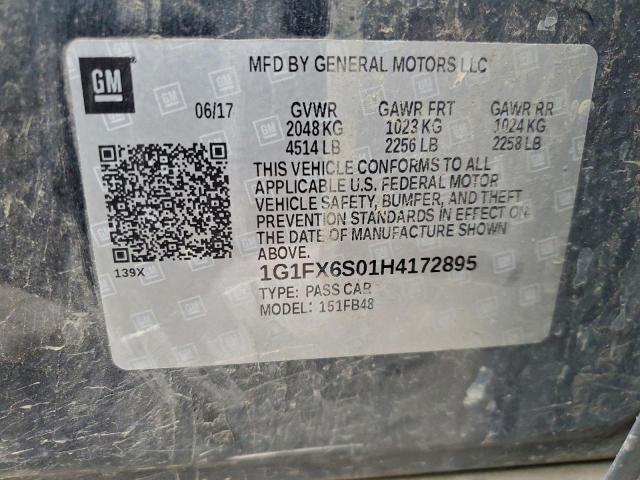 GM
MFD BY GENERAL MOTORS LLC
06/17 GVWR GAWR FRT GAWR RR
2048 KG 1023 KG 1024 KG
4514 LB 2256 LB 2258 LB
THIS VEHICLE CONFORMS TO ALL
APPLICABLE U.S. FEDERAL MOTOR
VEHICLE SAFETY, BUMPER, AND THEFT
PREVENTION STANDARDS IN EFFECT ON
THE DATE OF MANUFACTURE SHOWN
ABOVE.
139X
1G1FX6S01H4172895
TYPE: PASS CAR
MODEL: 151FB48